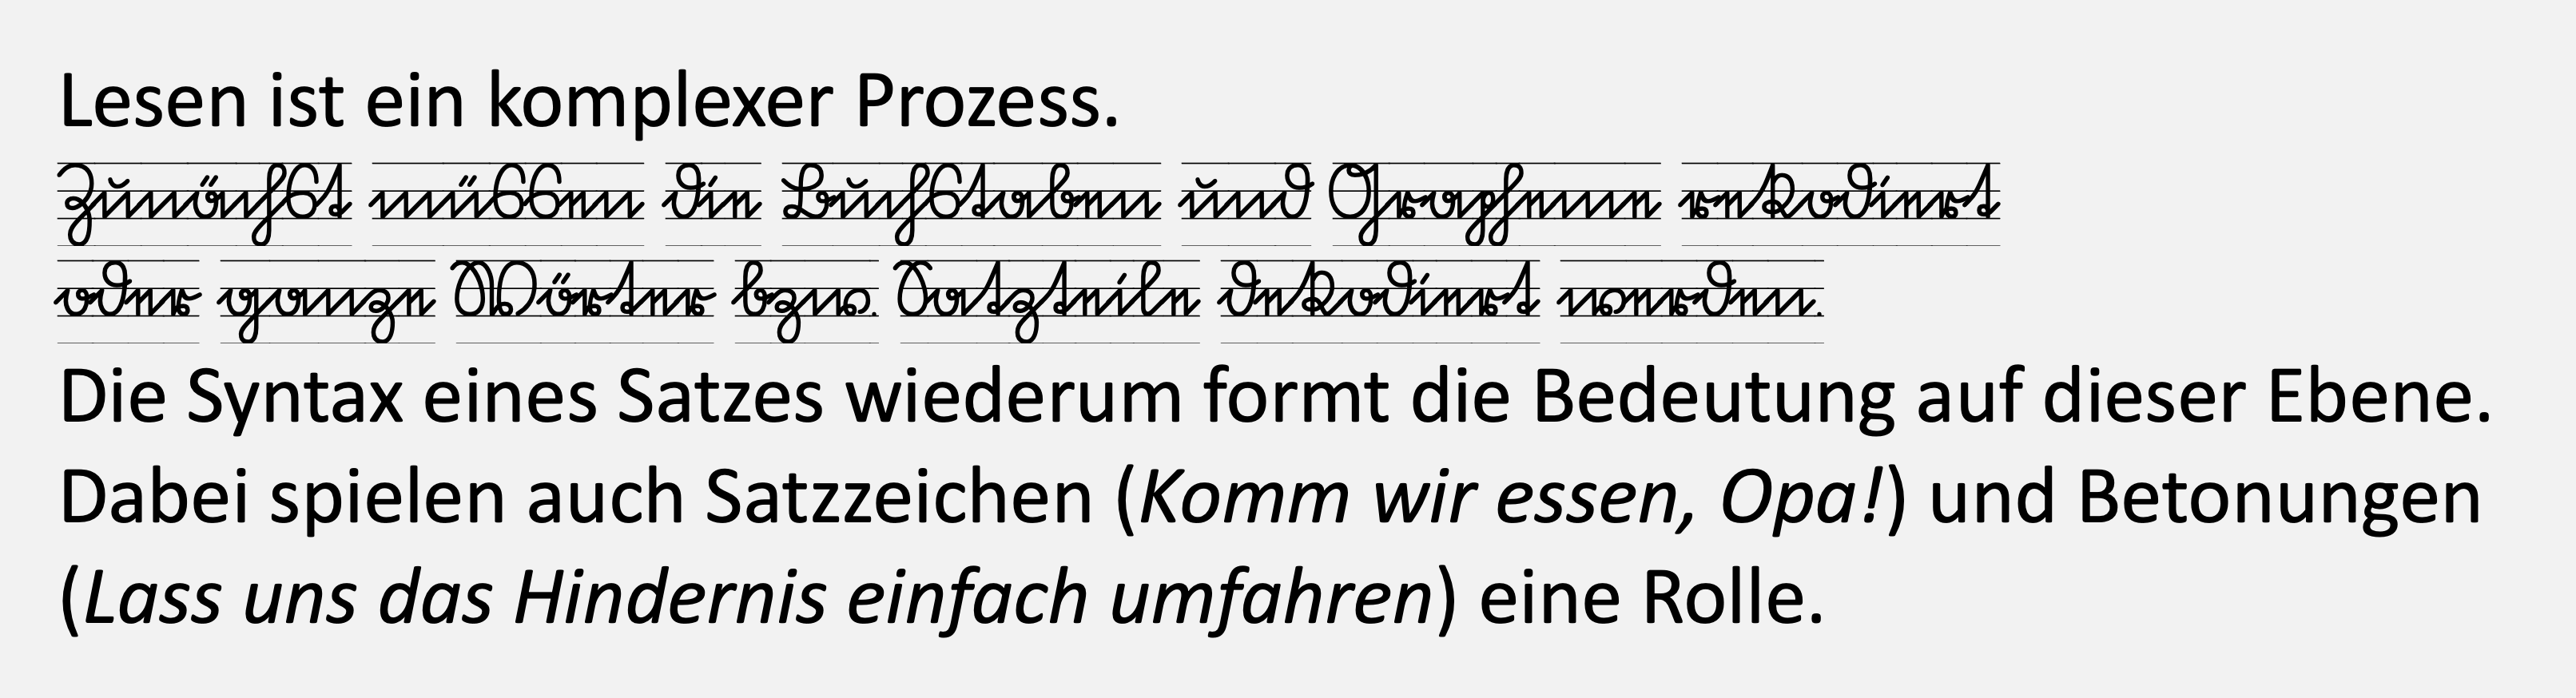 Lesen ist ein komplexer Prozess.
Zunächst müssen die Buchstaben und Grapheme rekodiert
oder ganze Wörter bzw. Satzteile dekodiert werden.
Die Syntax eines Satzes wiederum formt die Bedeutung auf dieser Ebene.
Dabei spielen auch Satzzeichen (Komm wir essen, Opa!) und Betonungen
(Lass uns das Hindernis einfach umfahren) eine Rolle.